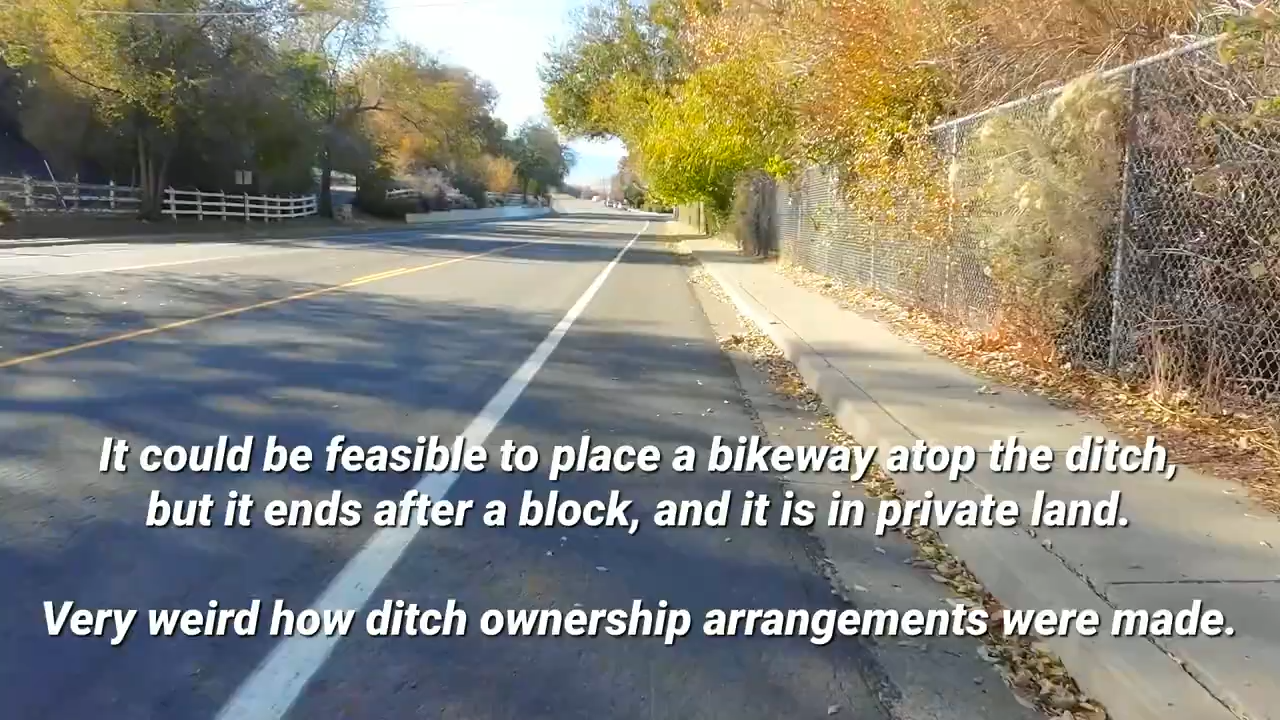 It could be feasible to place a bikeway atop the ditch,
but it ends after a block, and it is in private land.
Very weird how ditch ownership arrangements were made.